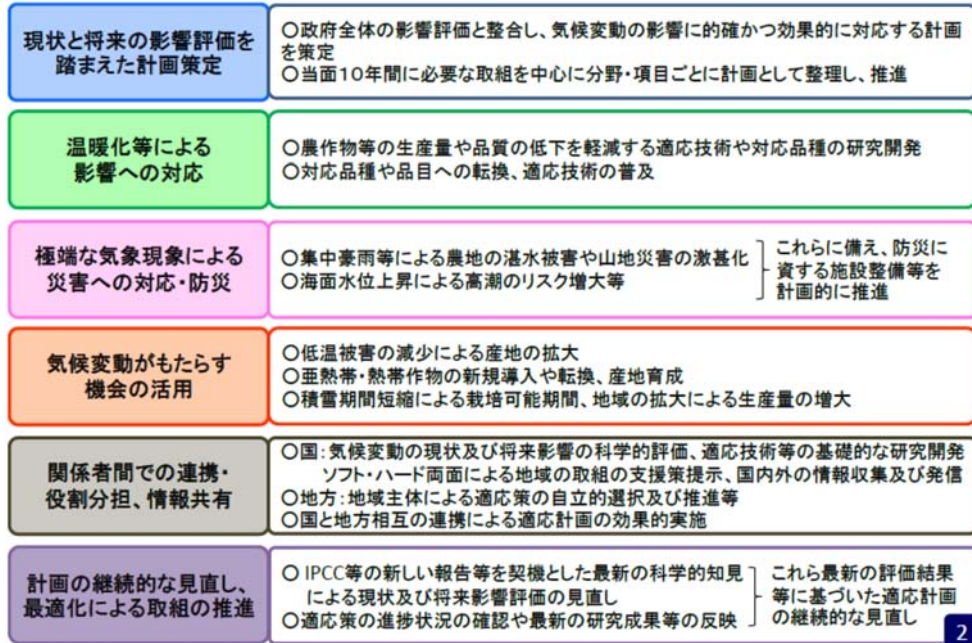 現状と将来の影響評価を
踏まえた計画策定
○政府全体の影響評価と整合し、気候変動の影響に的確かつ効果的に対応する計画
を策定
○当面10年間に必要な取組を中心に分野・項目ごとに計画として整理し、推進
温暖化等による
影響への対応
○農作物等の生産量や品質の低下を軽減する適応技術や対応品種の研究開発
○対応品種や品目への転換、適応技術の普及
極端な気象現象による
災害への対応・防災
○集中豪雨等による農地の湛水被害や山地災害の激甚化
○海面水位上昇による高潮のリスク増大等
これらに備え、防災に
資する施設整備等を
計画的に推進
気候変動がもたらす
機会の活用
○低温被害の減少による産地の拡大
○亜熱帯・熱帯作物の新規導入や転換、産地育成
○積雪期間短縮による栽培可能期間、地域の拡大による生産量の増大
関係者間での連携・
役割分担、情報共有
○国:気候変動の現状及び将来影響の科学的評価、適応技術等の基礎的な研究開発
ソフト・ハード両面による地域の取組の支援策提示、国内外の情報収集及び発信
○地方:地域主体による適応策の自立的選択及び推進等
○国と地方相互の連携による適応計画の効果的実施
計画の継続的な見直し、
最適化による取組の推進
○ IPCC等の新しい報告等を契機とした最新の科学的知見
による現状及び将来影響評価の見直し
○適応策の進捗状況の確認や最新の研究成果等の反映
これら最新の評価結果
等に基づいた適応計画
の継続的な見直し
2